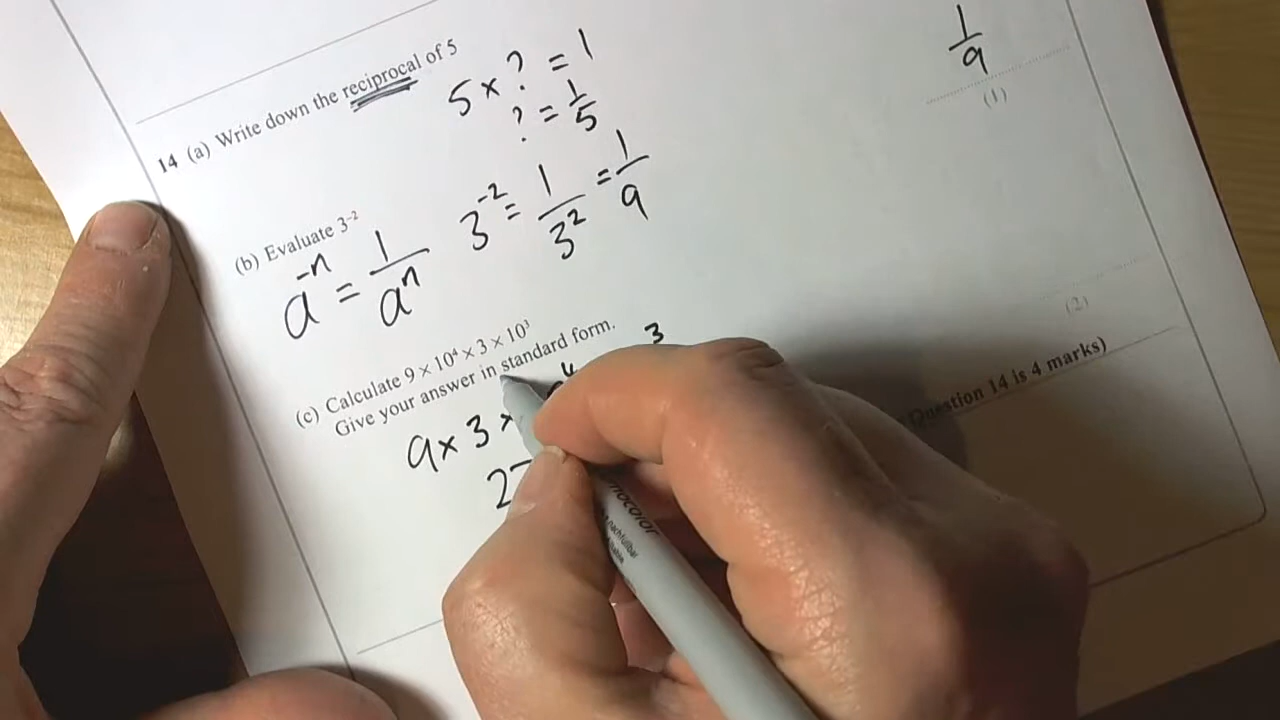 14 (a) Write down the reciprocal of 5
5 × ? = 1
? = 1/5
1/9
(1)
(b) Evaluate 3⁻²
a⁻ⁿ = 1/aⁿ 3⁻² = 1/3² = 1/9
(2)
(c) Calculate 9 × 10⁴ × 3 × 10³
Give your answer in standard form.
9 × 3 × 4 3
27
Question 14 is 4 marks)